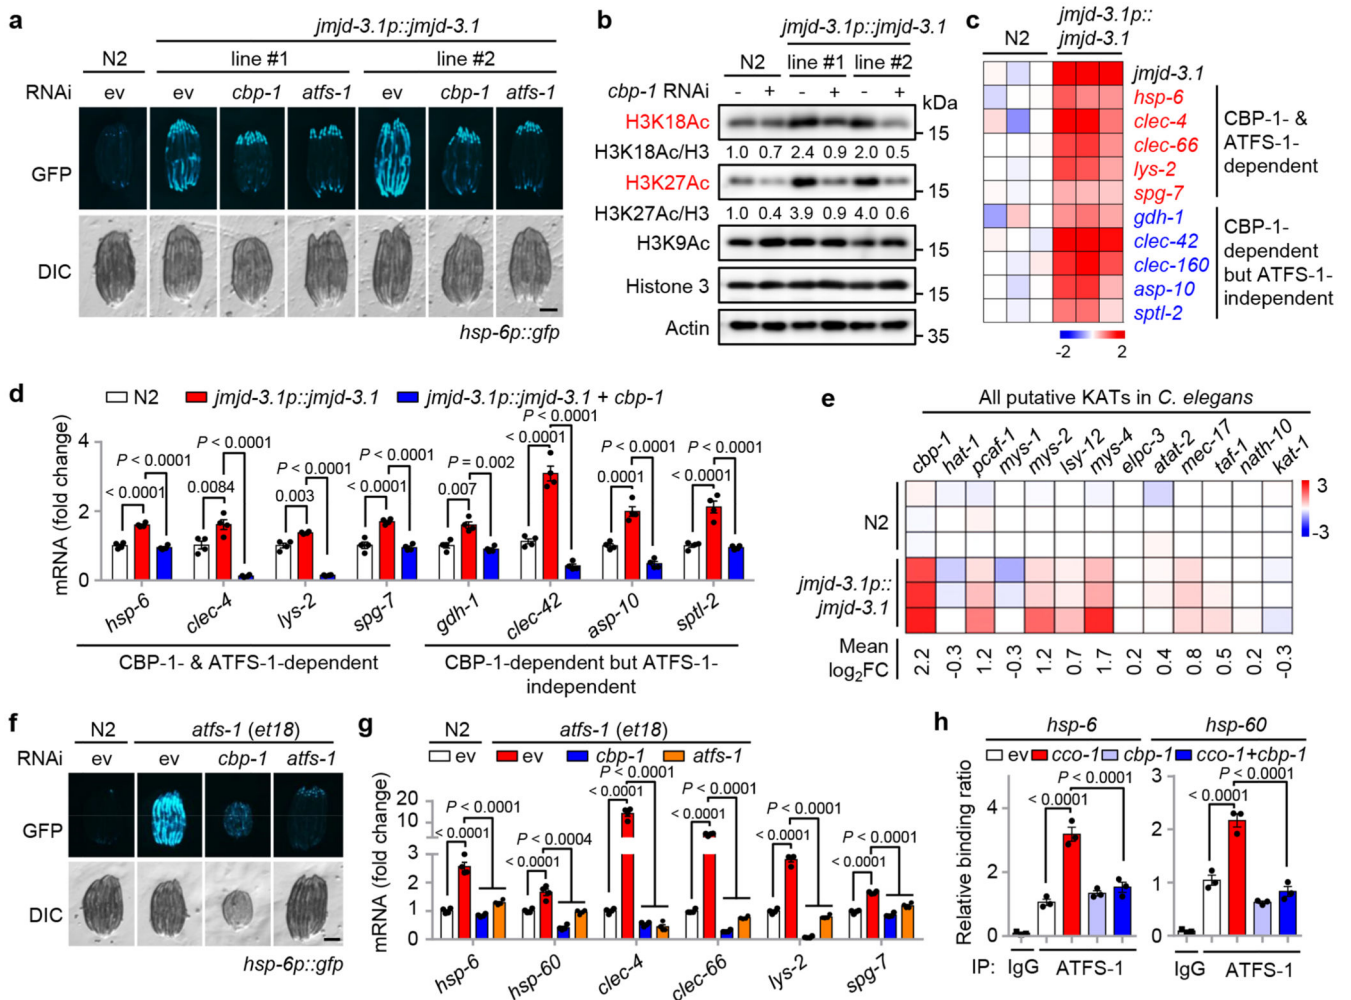 a
jmjd-3.1p::jmjd-3.1
N2
line #1
line #2
RNAi
ev
ev
cbp-1
atfs-1
ev
cbp-1
atfs-1
GFP
DIC
hsp-6p::gfp
b
jmjd-3.1p::jmjd-3.1
N2
line #1
line #2
cbp-1 RNAi
-
+
-
+
-
+
kDa
H3K18Ac
15
H3K18Ac/H3
1.0
0.7
2.4
0.9
2.0
0.5
H3K27Ac
15
H3K27Ac/H3
1.0
0.4
3.9
0.9
4.0
0.6
H3K9Ac
15
Histone 3
15
Actin
35
c
jmjd-3.1p::
jmjd-3.1
N2
jmjd-3.1
hsp-6
clec-4
clec-66
lys-2
spg-7
gdh-1
clec-42
clec-160
asp-10
sptl-2
CBP-1- &
ATFS-1-
dependent
CBP-1-
dependent
but ATFS-1-
independent
-2
2
d
N2
jmjd-3.1p::jmjd-3.1
jmjd-3.1p::jmjd-3.1 + cbp-1
mRNA (fold change)
4
2
0
P < 0.0001
< 0.0001
P < 0.0001
0.0084
P < 0.0001
0.003
P < 0.0001
< 0.0001
P = 0.002
0.007
P < 0.0001
< 0.0001
P < 0.0001
0.0001
P < 0.0001
< 0.0001
hsp-6
clec-4
lys-2
spg-7
gdh-1
clec-42
asp-10
sptl-2
CBP-1- & ATFS-1-dependent
CBP-1-dependent but ATFS-1-
independent
e
All putative KATs in C. elegans
cbp-1
hat-1
pcaf-1
mys-1
mys-2
lsy-12
mys-4
elpc-3
atat-2
mec-17
taf-1
nath-10
kat-1
N2
jmjd-3.1p::
jmjd-3.1
3
-3
Mean
log2FC
2.2
-0.3
1.2
-0.3
1.2
0.7
1.7
0.2
0.4
0.8
0.5
0.2
-0.3
f
N2
atfs-1 (et18)
RNAi
ev
ev
cbp-1
atfs-1
GFP
DIC
hsp-6p::gfp
g
N2
atfs-1 (et18)
ev
ev
cbp-1
atfs-1
mRNA (fold change)
20
10
3
2
1
0
P < 0.0001
< 0.0001
P < 0.0004
< 0.0001
P < 0.0001
< 0.0001
P < 0.0001
< 0.0001
P < 0.0001
< 0.0001
P < 0.0001
< 0.0001
hsp-6
hsp-60
clec-4
clec-66
lys-2
spg-7
h
hsp-6
hsp-60
ev
cco-1
cbp-1
cco-1+cbp-1
Relative binding ratio
4
2
0
P < 0.0001
< 0.0001
3
2
1
0
P < 0.0001
< 0.0001
IP:
IgG
ATFS-1
IgG
ATFS-1